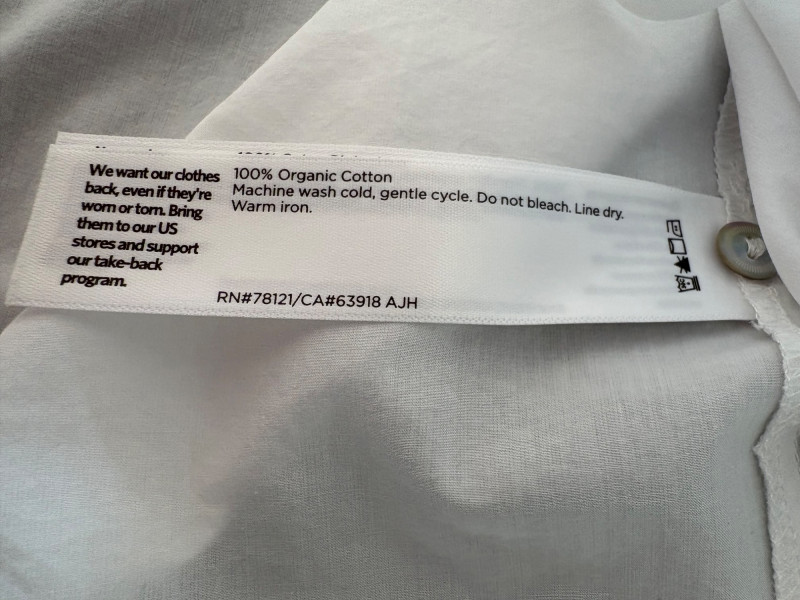 We want our clothes
back, even if they're
worn or torn. Bring
them to our US
stores and support
our take-back
program.
100% Organic Cotton
Machine wash cold, gentle cycle. Do not bleach. Line dry.
Warm iron.
RN#78121/CA#63918 AJH